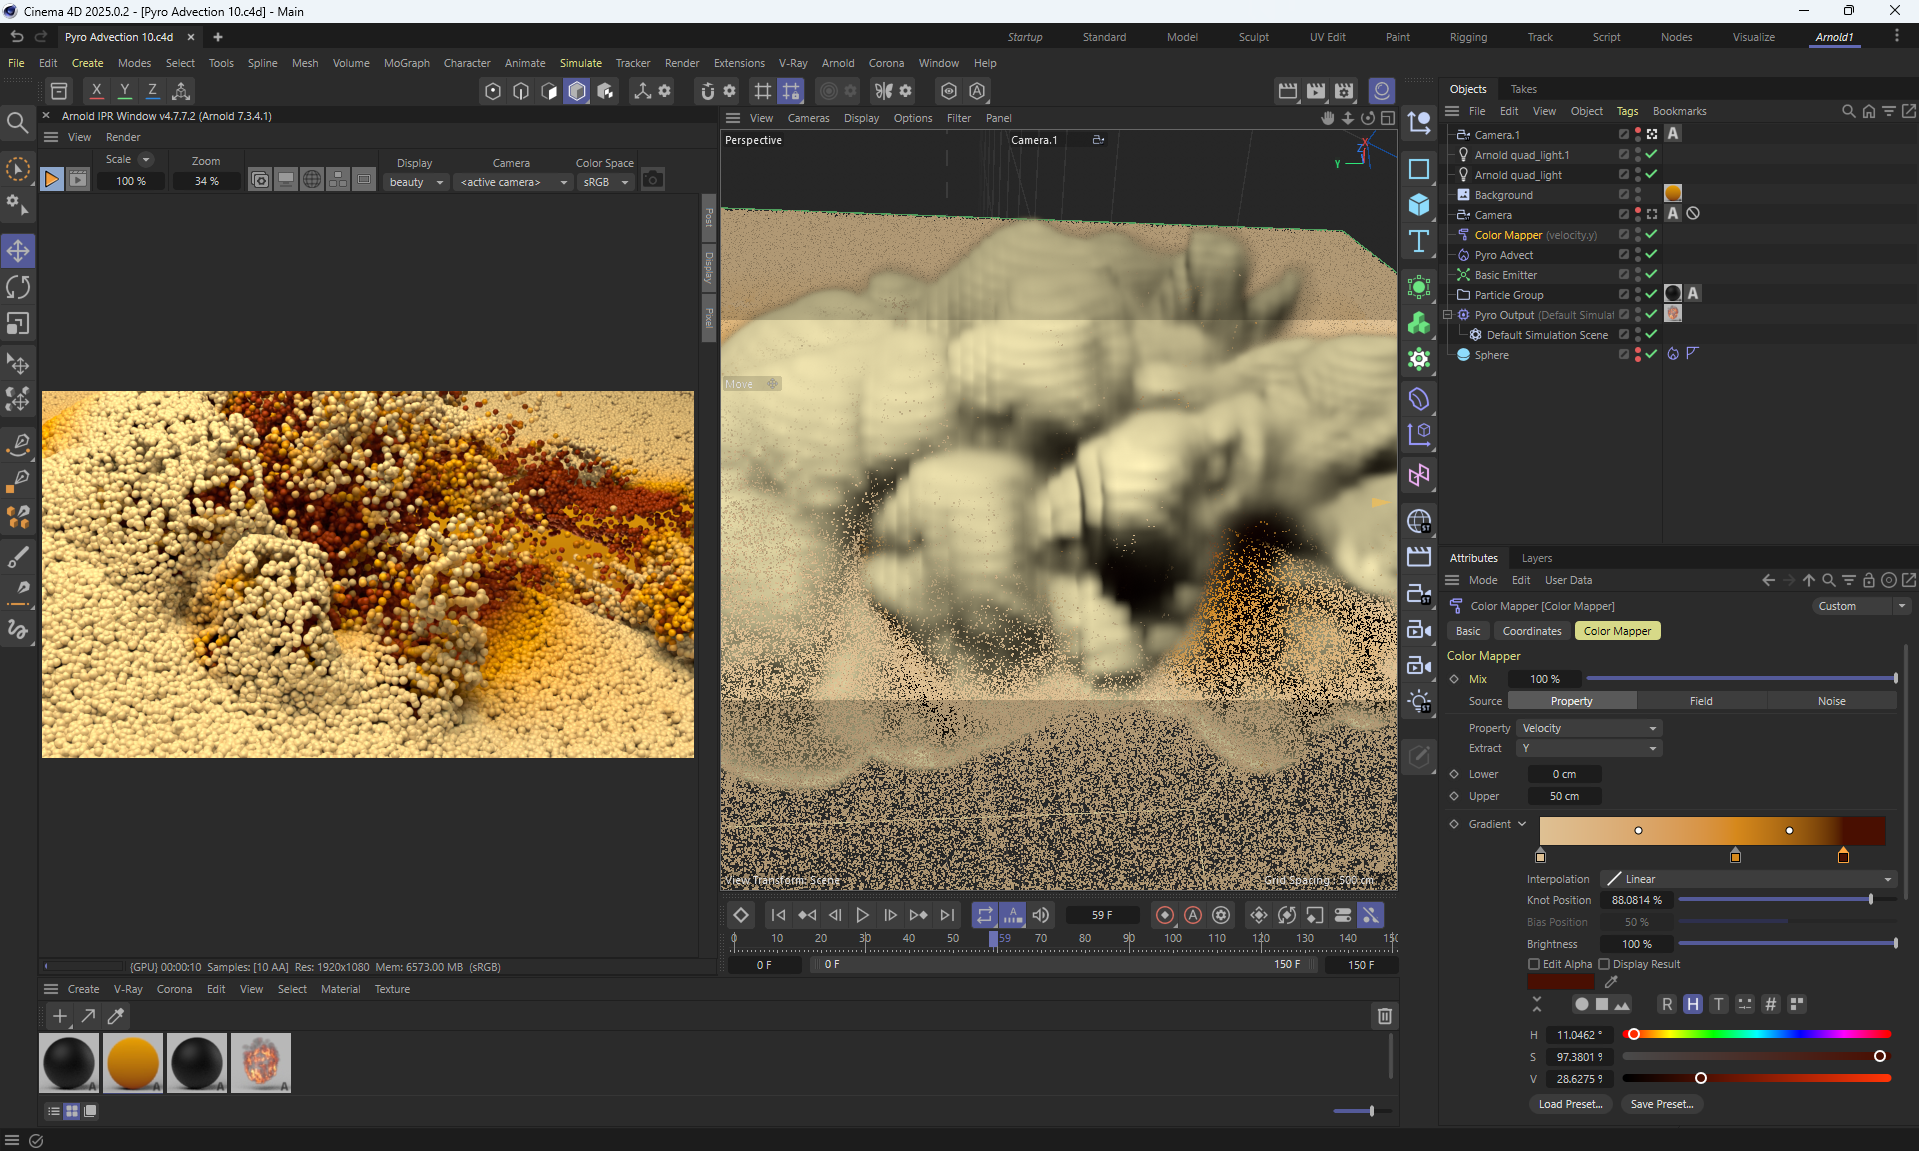 Cinema 4D 2025.0.2 - [Pyro Advection 10.c4d] - Main
Pyro Advection 10.c4d × +
Startup Standard Model Sculpt UV Edit Paint Rigging Track Script Nodes Visualize Arnold1
File Edit Create Modes Select Tools Spline Mesh Volume MoGraph Character Animate Simulate Tracker Render Extensions V-Ray Arnold Corona Window Help
X Y Z
Arnold IPR Window v4.7.7.2 (Arnold 7.3.4.1)
View Render
Scale Zoom Display Camera Color Space
100 % 34 % beauty <active camera> sRGB
Post
Display
Pixel
{GPU} 00:00:10 Samples: [10 AA] Res: 1920x1080 Mem: 6573.00 MB (sRGB)
View Cameras Display Options Filter Panel
Perspective Camera.1
X
Z
Y
Move
View Transform: Scene Grid Spacing : 500 cm
59 F
0 10 20 30 40 50 59 70 80 90 100 110 120 130 140 150
0 F 0 F 150 F 150 F
Create V-Ray Corona Edit View Select Material Texture
Objects Takes
File Edit View Object Tags Bookmarks
Camera.1
Arnold quad_light.1
Arnold quad_light
Background
Camera
Color Mapper (velocity.y)
Pyro Advect
Basic Emitter
Particle Group
Pyro Output (Default Simulat
Default Simulation Scene
Sphere
Attributes Layers
Mode Edit User Data
Color Mapper [Color Mapper] Custom
Basic Coordinates Color Mapper
Color Mapper
Mix 100 %
Source Property Field Noise
Property Velocity
Extract Y
Lower 0 cm
Upper 50 cm
Gradient
Interpolation Linear
Knot Position 88.0814 %
Bias Position 50 %
Brightness 100 %
Edit Alpha Display Result
R H T #
H 11.0462 °
S 97.3801 %
V 28.6275 %
Load Preset... Save Preset...